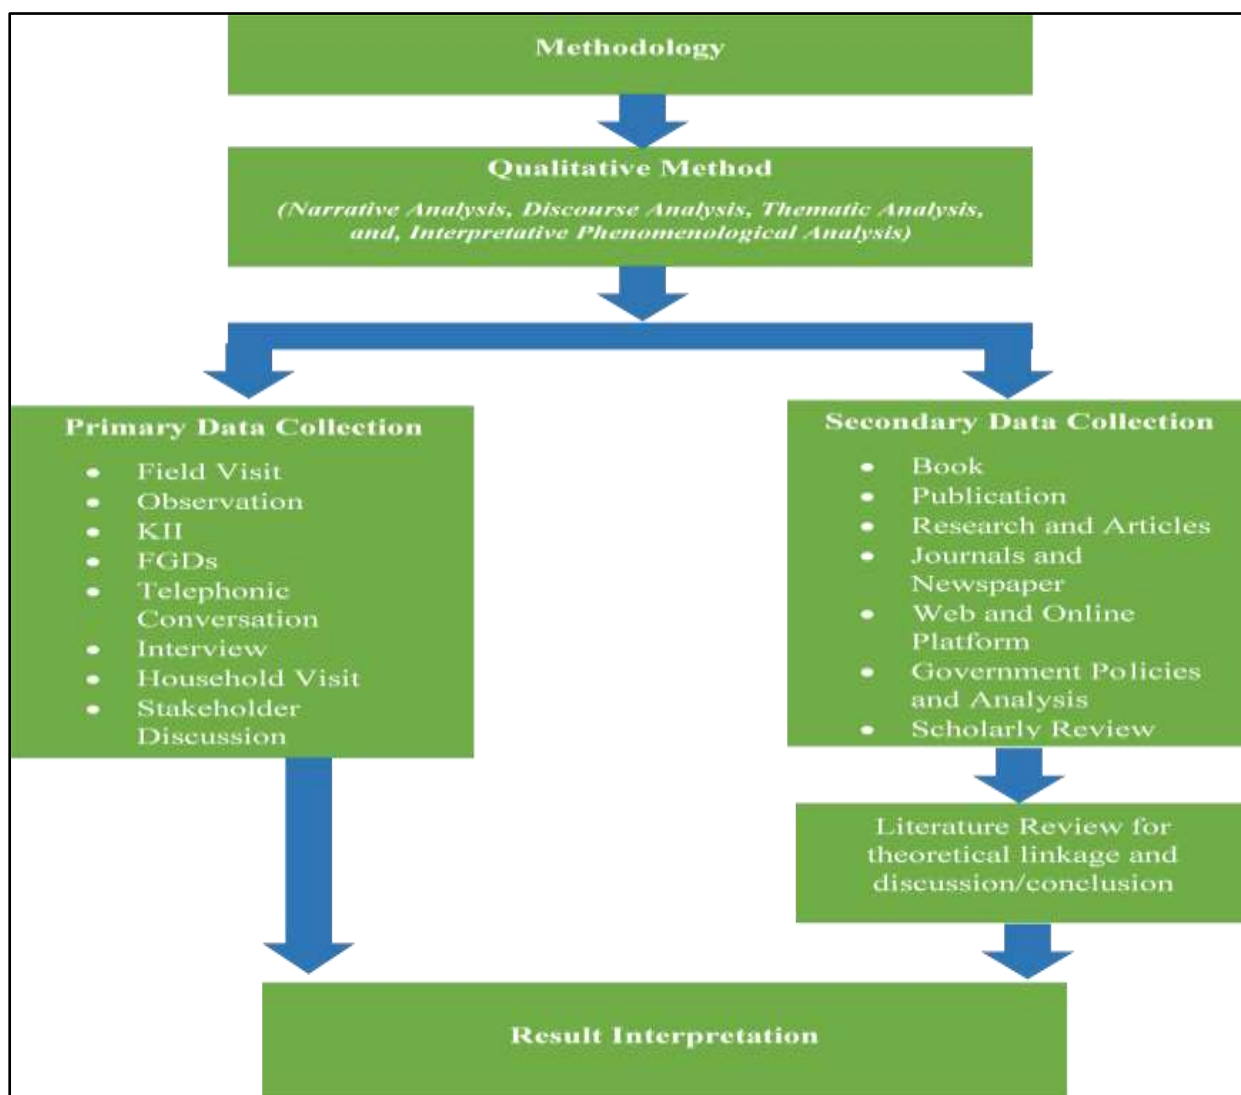 Methodology
Qualitative Method
(Narrative Analysis, Discourse Analysis, Thematic Analysis,
and, Interpretative Phenomenological Analysis)
Primary Data Collection
• Field Visit
• Observation
• KII
• FGDs
• Telephonic
Conversation
• Interview
• Household Visit
• Stakeholder
Discussion
Secondary Data Collection
• Book
• Publication
• Research and Articles
• Journals and
Newspaper
• Web and Online
Platform
• Government Policies
and Analysis
• Scholarly Review
Literature Review for
theoretical linkage and
discussion/conclusion
Result Interpretation